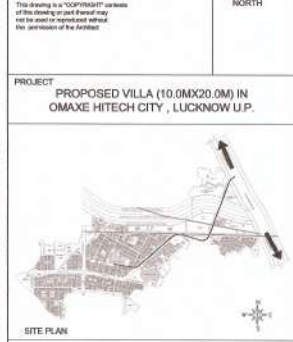 This drawing is a "COPYRIGHT" contents
of this drawing or part thereof may
not be used or reproduced without
the permission of the Architect
NORTH
PROJECT
PROPOSED VILLA (10.0MX20.0M) IN
OMAXE HITECH CITY , LUCKNOW U.P.
N
W
E
S
SITE PLAN